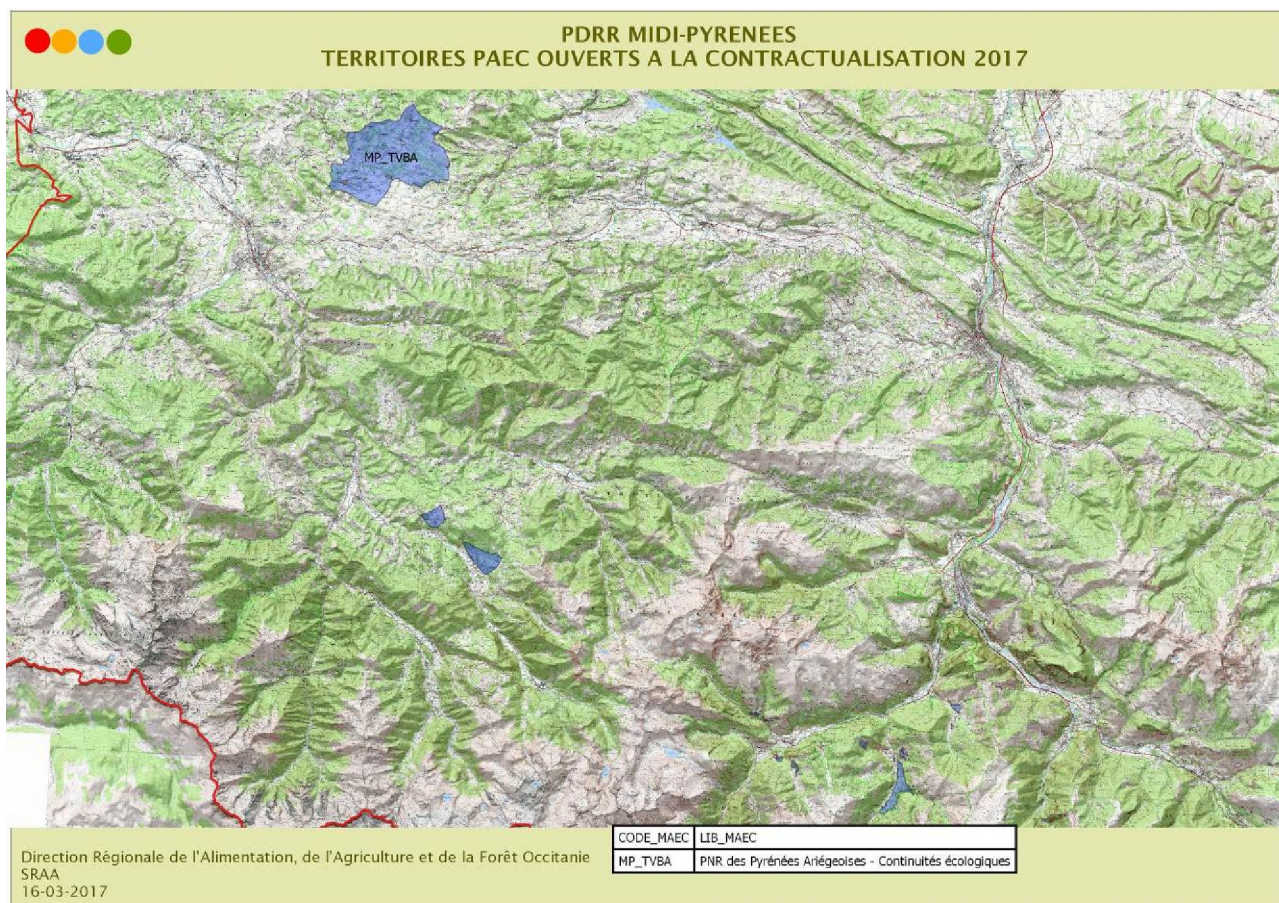 PDRR MIDI-PYRENEES
TERRITOIRES PAEC OUVERTS A LA CONTRACTUALISATION 2017
MP_TVBA
CODE_MAEC LIB_MAEC
MP_TVBA PNR des Pyrénées Ariégeoises - Continuités écologiques
Direction Régionale de l'Alimentation, de l'Agriculture et de la Forêt Occitanie
SRAA
16-03-2017